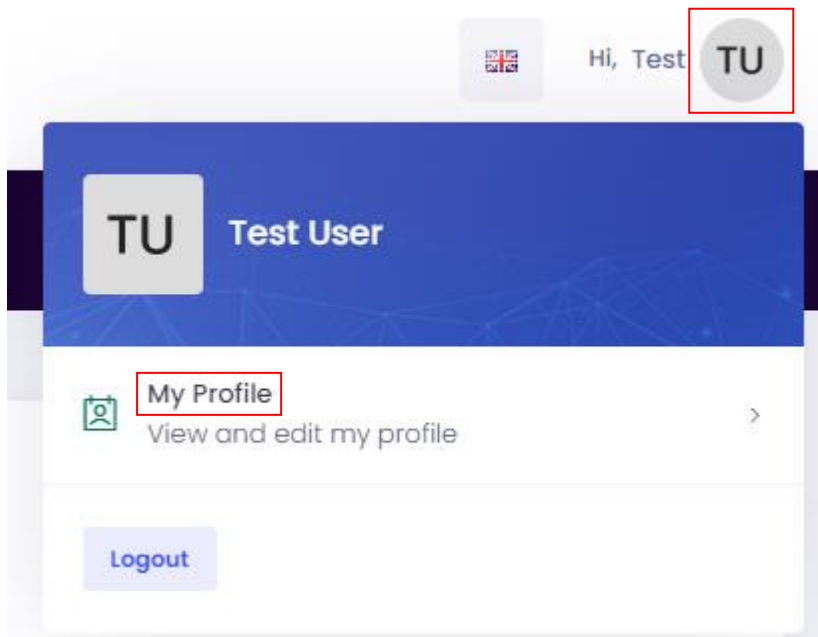 Hi, Test TU
TU Test User
My Profile
View and edit my profile
Logout